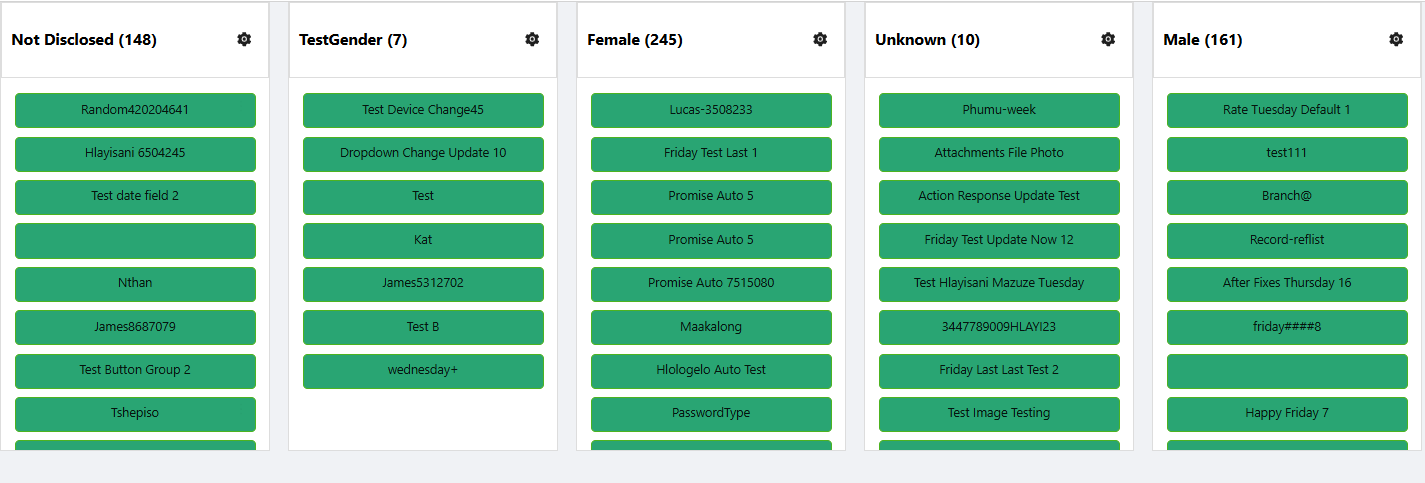 Not Disclosed (148)
Random420204641
Hlayisani 6504245
Test date field 2
Nthan
James8687079
Test Button Group 2
Tshepiso
TestGender (7)
Test Device Change45
Dropdown Change Update 10
Test
Kat
James5312702
Test B
wednesday+
Female (245)
Lucas-3508233
Friday Test Last 1
Promise Auto 5
Promise Auto 5
Promise Auto 7515080
Maakalong
Hlologelo Auto Test
PasswordType
Unknown (10)
Phumu-week
Attachments File Photo
Action Response Update Test
Friday Test Update Now 12
Test Hlayisani Mazuze Tuesday
3447789009HLAYI23
Friday Last Last Test 2
Test Image Testing
Male (161)
Rate Tuesday Default 1
test111
Branch@
Record-reflist
After Fixes Thursday 16
friday####8
Happy Friday 7